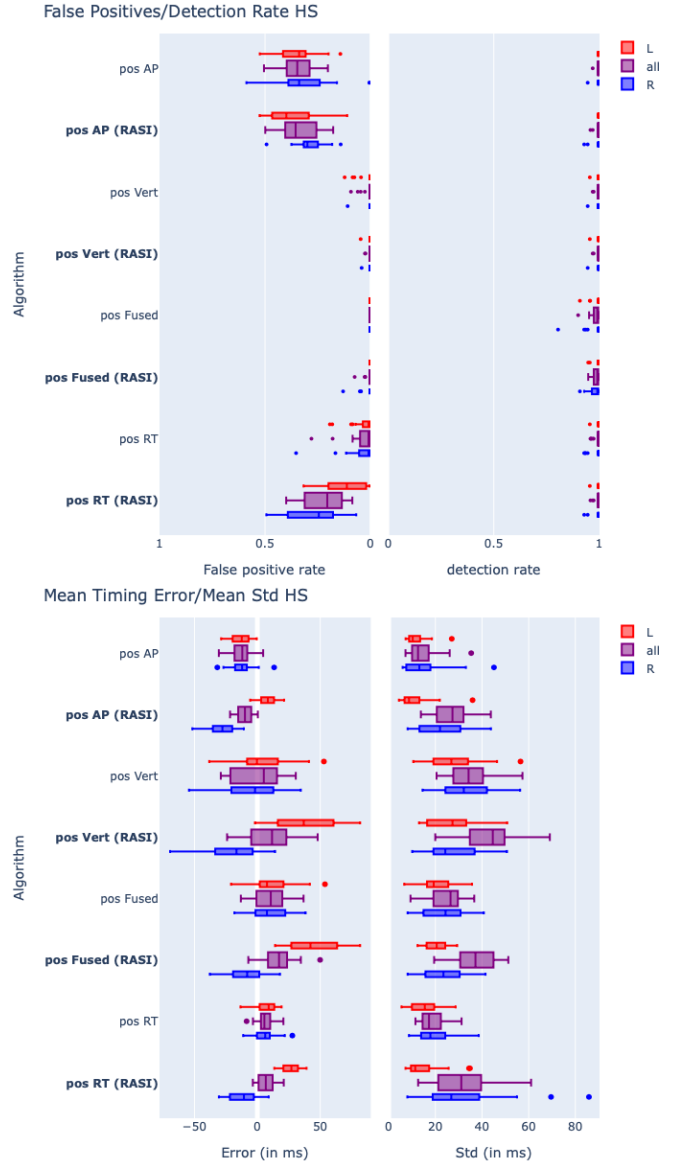 False Positives/Detection Rate HS
L
all
R
pos AP
pos AP (RASI)
pos Vert
pos Vert (RASI)
pos Fused
pos Fused (RASI)
pos RT
pos RT (RASI)
Algorithm
1
0.5
0
0
0.5
1
False positive rate
detection rate
Mean Timing Error/Mean Std HS
L
all
R
pos AP
pos AP (RASI)
pos Vert
pos Vert (RASI)
pos Fused
pos Fused (RASI)
pos RT
pos RT (RASI)
Algorithm
−50
0
50
0
20
40
60
80
Error (in ms)
Std (in ms)